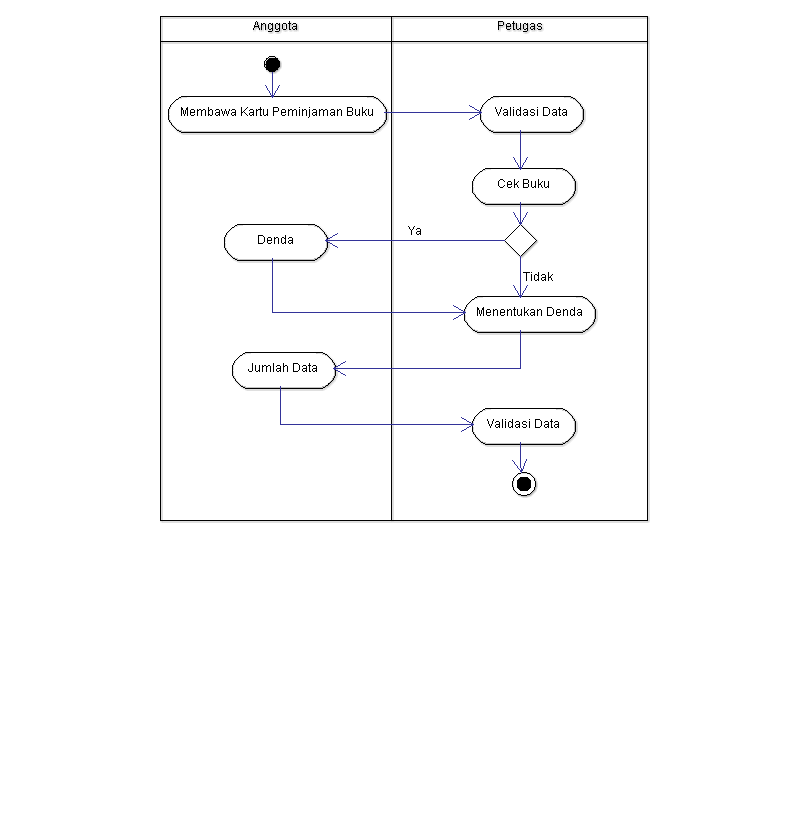 Anggota
Petugas
Membawa Kartu Peminjaman Buku
Validasi Data
Cek Buku
Ya
Denda
Tidak
Menentukan Denda
Jumlah Data
Validasi Data